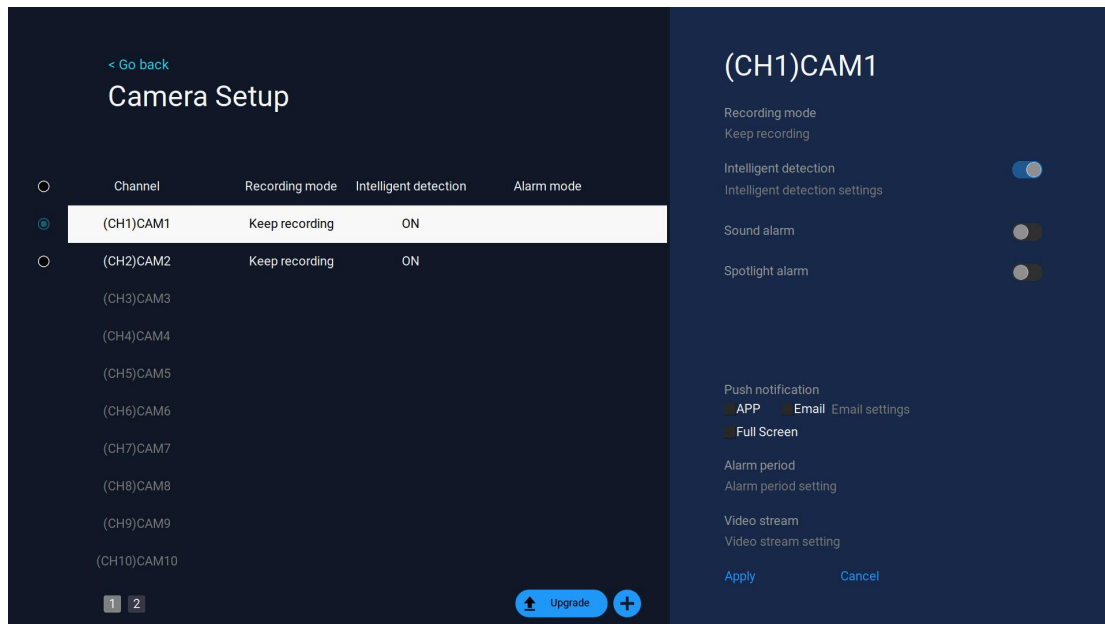 < Go back
Camera Setup
Channel Recording mode Intelligent detection Alarm mode
(CH1)CAM1 Keep recording ON
(CH2)CAM2 Keep recording ON
(CH3)CAM3
(CH4)CAM4
(CH5)CAM5
(CH6)CAM6
(CH7)CAM7
(CH8)CAM8
(CH9)CAM9
(CH10)CAM10
1 2
Upgrade
(CH1)CAM1
Recording mode
Keep recording
Intelligent detection
Intelligent detection settings
Sound alarm
Spotlight alarm
Push notification
APP Email Email settings
Full Screen
Alarm period
Alarm period setting
Video stream
Video stream setting
Apply Cancel